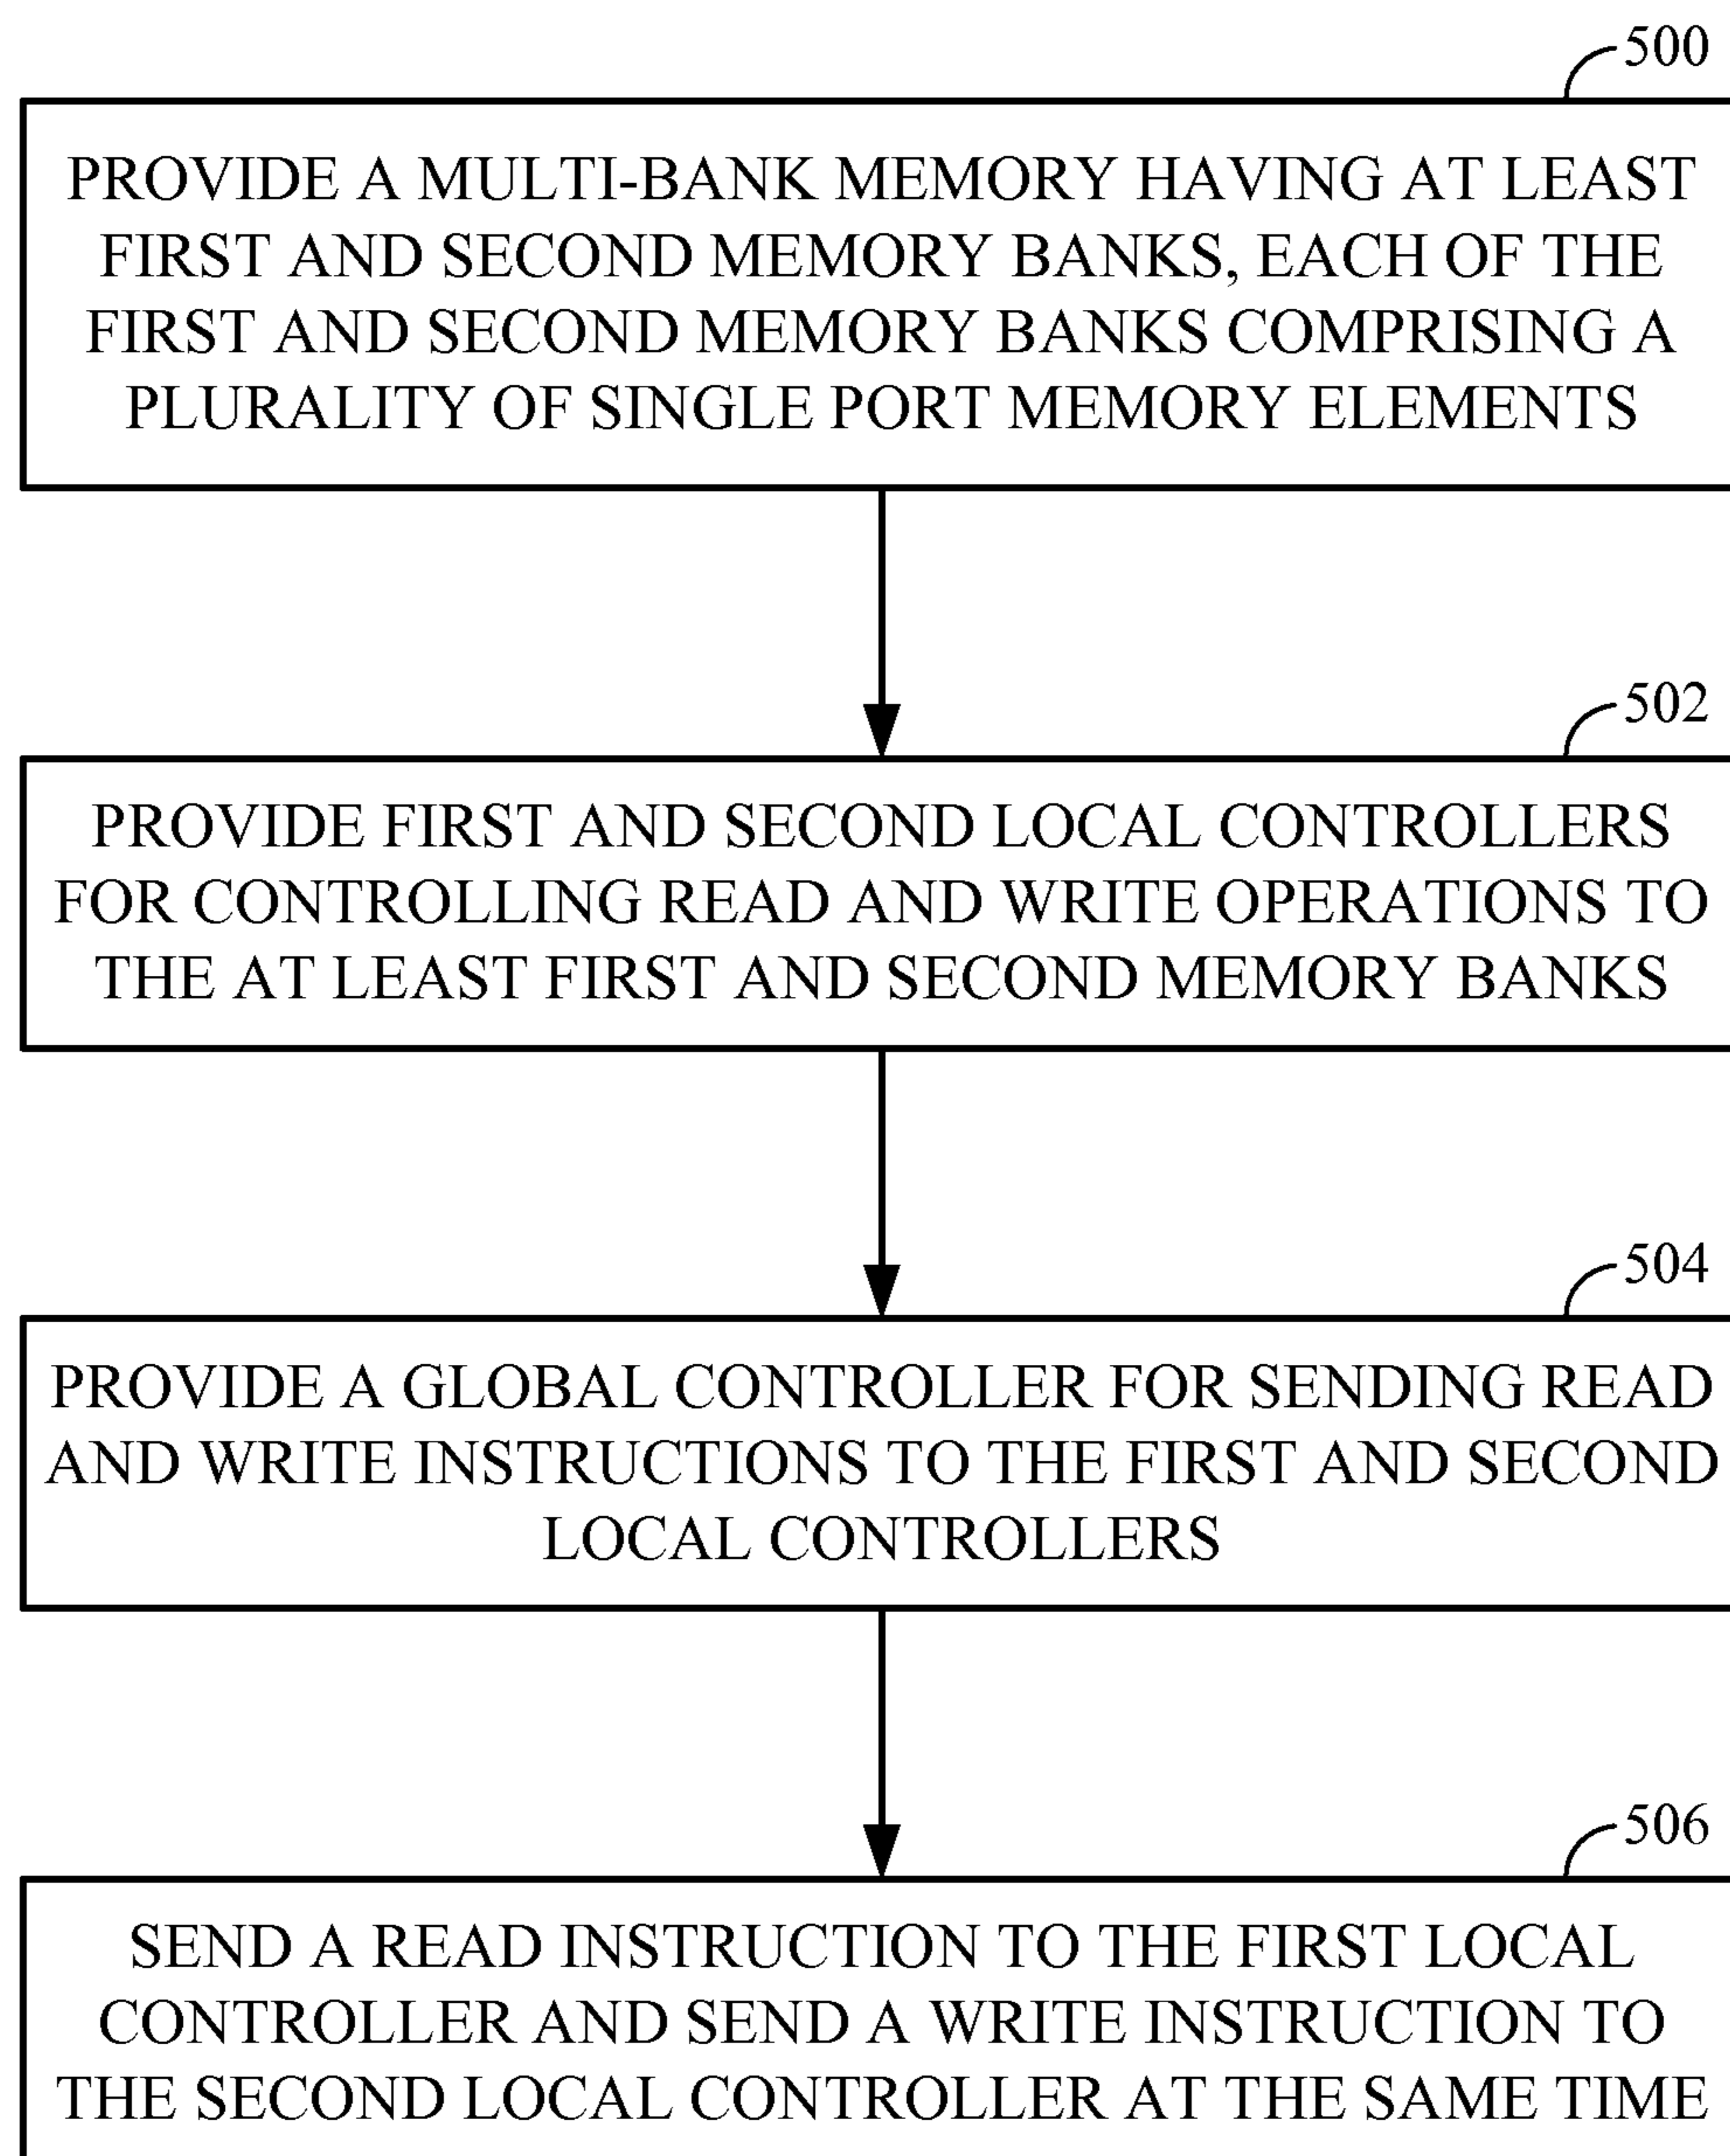 500
PROVIDE A MULTI-BANK MEMORY HAVING AT LEAST
FIRST AND SECOND MEMORY BANKS, EACH OF THE
FIRST AND SECOND MEMORY BANKS COMPRISING A
PLURALITY OF SINGLE PORT MEMORY ELEMENTS
502
PROVIDE FIRST AND SECOND LOCAL CONTROLLERS
FOR CONTROLLING READ AND WRITE OPERATIONS TO
THE AT LEAST FIRST AND SECOND MEMORY BANKS
504
PROVIDE A GLOBAL CONTROLLER FOR SENDING READ
AND WRITE INSTRUCTIONS TO THE FIRST AND SECOND
LOCAL CONTROLLERS
506
SEND A READ INSTRUCTION TO THE FIRST LOCAL
CONTROLLER AND SEND A WRITE INSTRUCTION TO
THE SECOND LOCAL CONTROLLER AT THE SAME TIME